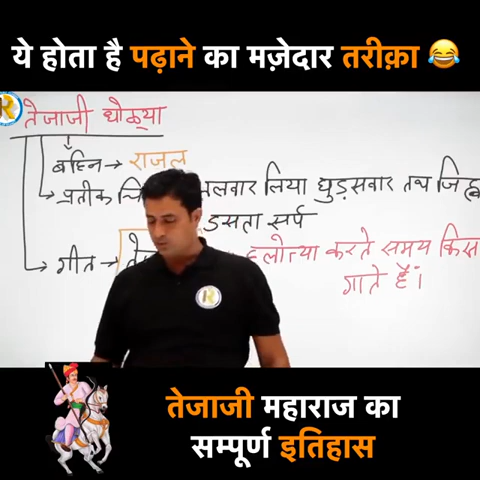 ये होता है पढ़ाने का मज़ेदार तरीक़ा 😂
तेजाजी धोळ्या
बहिन → राजल
प्रतीक तलवार लिया घुड़सवार तथा जिह्
डसता सर्प
गीत → ते हलोत्या करते समय किस
गाते हैं।
तेजाजी महाराज का
सम्पूर्ण इतिहास